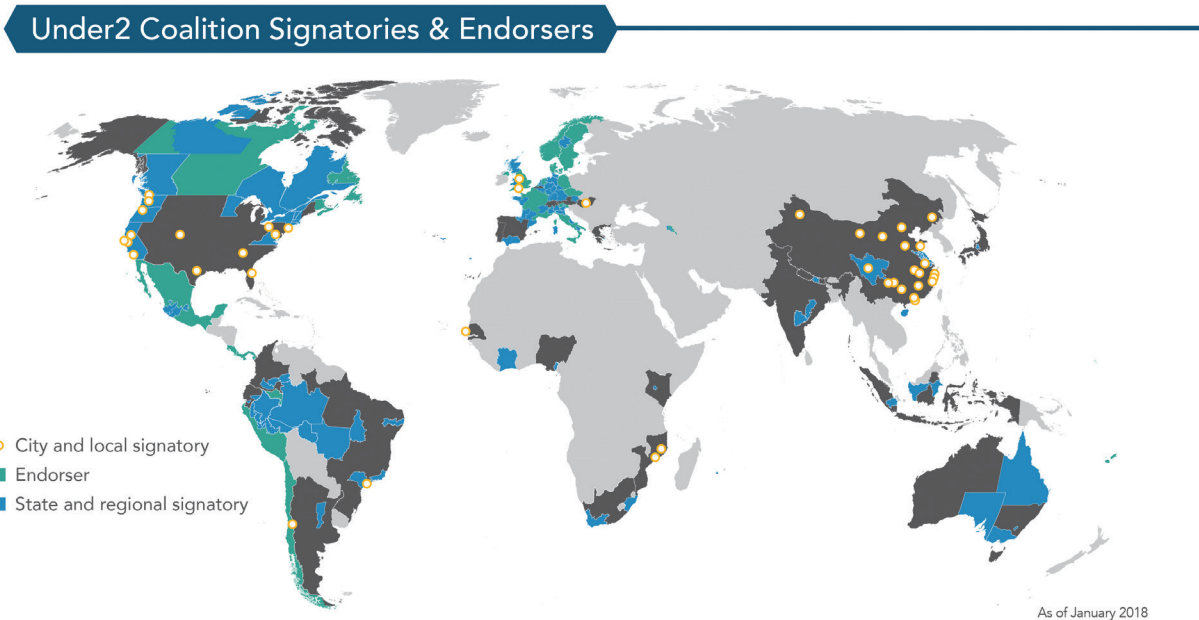 Under2 Coalition Signatories & Endorsers
City and local signatory
Endorser
State and regional signatory
As of January 2018